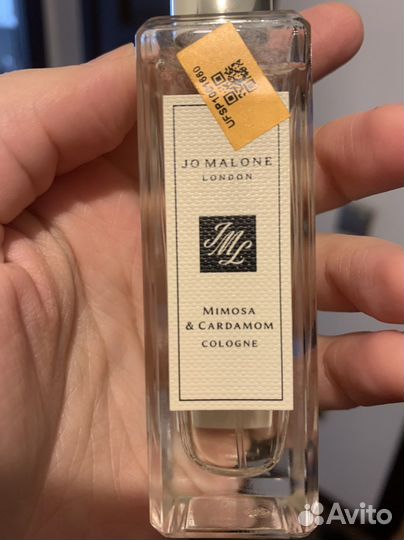 JO MALONE
LONDON
JML
MIMOSA
& CARDAMOM
COLOGNE
Avito